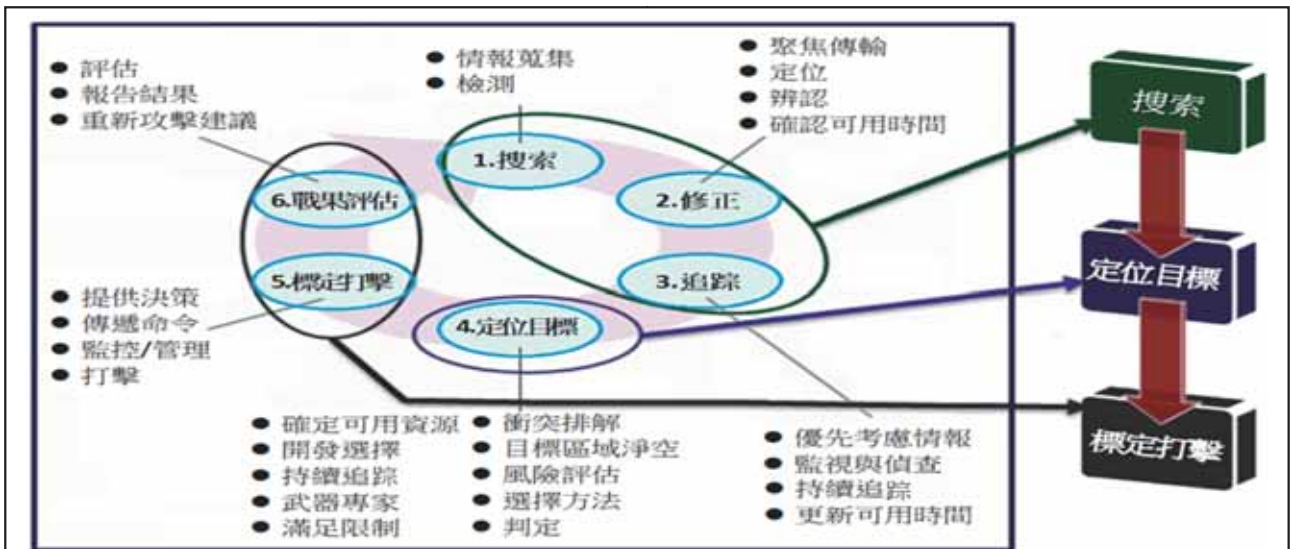 ● 評估
● 報告結果
● 重新攻擊建議
● 情報蒐集
● 檢測
● 聚焦傳輸
● 定位
● 辨認
● 確認可用時間
1.搜索
2.修正
3.追踪
4.定位目標
5.標定打擊
6.戰果評估
● 提供決策
● 傳遞命令
● 監控/管理
● 打擊
● 確定可用資源
● 開發選擇
● 持續追踪
● 武器專家
● 滿足限制
● 衝突排解
● 目標區域淨空
● 風險評估
● 選擇方法
● 判定
● 優先考慮情報
● 監視與偵查
● 持續追踪
● 更新可用時間
搜索
定位目標
標定打擊